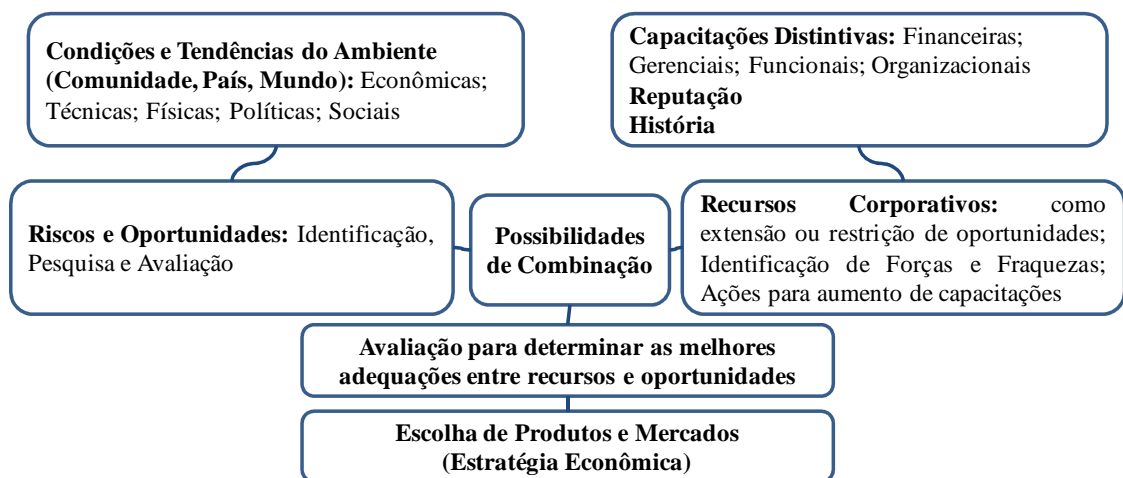 Condições e Tendências do Ambiente
(Comunidade, País, Mundo): Econômicas;
Técnicas; Físicas; Políticas; Sociais
Capacitações Distintivas: Financeiras;
Gerenciais; Funcionais; Organizacionais
Reputação
História
Riscos e Oportunidades: Identificação,
Pesquisa e Avaliação
Possibilidades
de Combinação
Recursos Corporativos: como
extensão ou restrição de oportunidades;
Identificação de Forças e Fraquezas;
Ações para aumento de capacitações
Avaliação para determinar as melhores
adequações entre recursos e oportunidades
Escolha de Produtos e Mercados
(Estratégia Econômica)